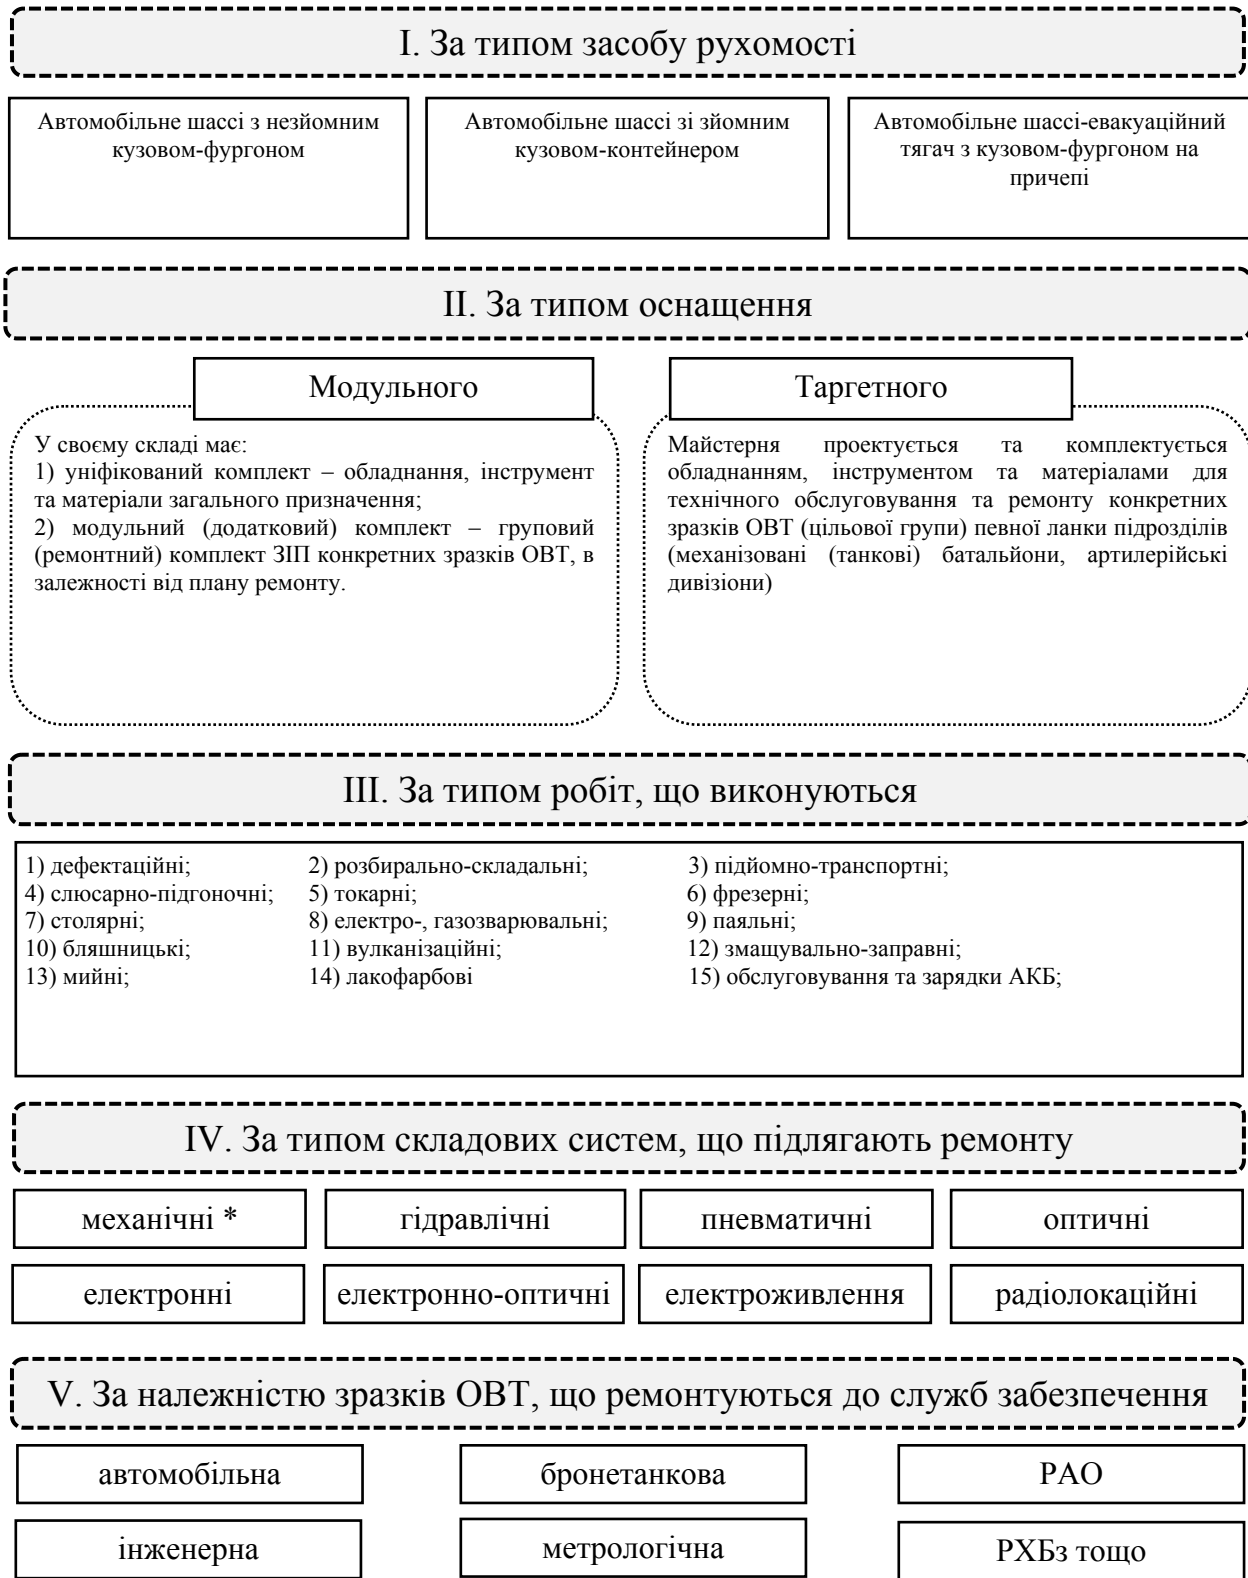 I. За типом засобу рухомості
Автомобільне шассі з незйомним
кузовом-фургоном
Автомобільне шассі зі зйомним
кузовом-контейнером
Автомобільне шассі-евакуаційний
тягач з кузовом-фургоном на
причепі
II. За типом оснащення
Модульного
У своєму складі має:
1) уніфікований комплект – обладнання, інструмент
та матеріали загального призначення;
2) модульний (додатковий) комплект – груповий
(ремонтний) комплект ЗІП конкретних зразків ОВТ, в
залежності від плану ремонту.
Таргетного
Майстерня проектується та комплектується
обладнанням, інструментом та матеріалами для
технічного обслуговування та ремонту конкретних
зразків ОВТ (цільової групи) певної ланки підрозділів
(механізовані (танкові) батальйони, артилерійські
дивізіони)
III. За типом робіт, що виконуються
1) дефектаційні; 2) розбирально-складальні; 3) підйомно-транспортні;
4) слюсарно-підгоночні; 5) токарні; 6) фрезерні;
7) столярні; 8) електро-, газозварювальні; 9) паяльні;
10) бляшницькі; 11) вулканізаційні; 12) змащувально-заправні;
13) мийні; 14) лакофарбові 15) обслуговування та зарядки АКБ;
IV. За типом складових систем, що підлягають ремонту
механічні * гідравлічні пневматичні оптичні
електронні електронно-оптичні електроживлення радіолокаційні
V. За належністю зразків ОВТ, що ремонтуються до служб забезпечення
автомобільна бронетанкова РАО
інженерна метрологічна РХБз тощо